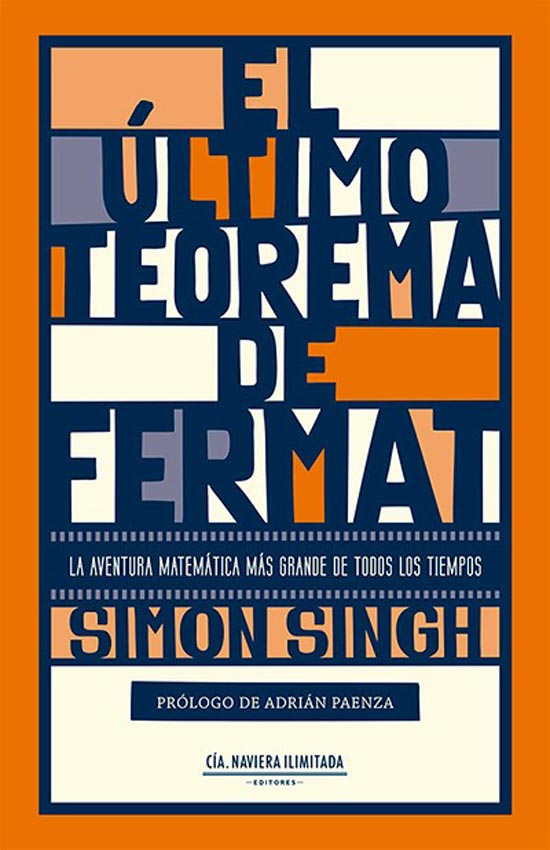 EL
ÚLTIMO
TEOREMA
DE
FERMAT
LA AVENTURA MATEMÁTICA MÁS GRANDE DE TODOS LOS TIEMPOS
SIMON SINGH
PRÓLOGO DE ADRIÁN PAENZA
CÍA. NAVIERA ILIMITADA
—EDITORES—